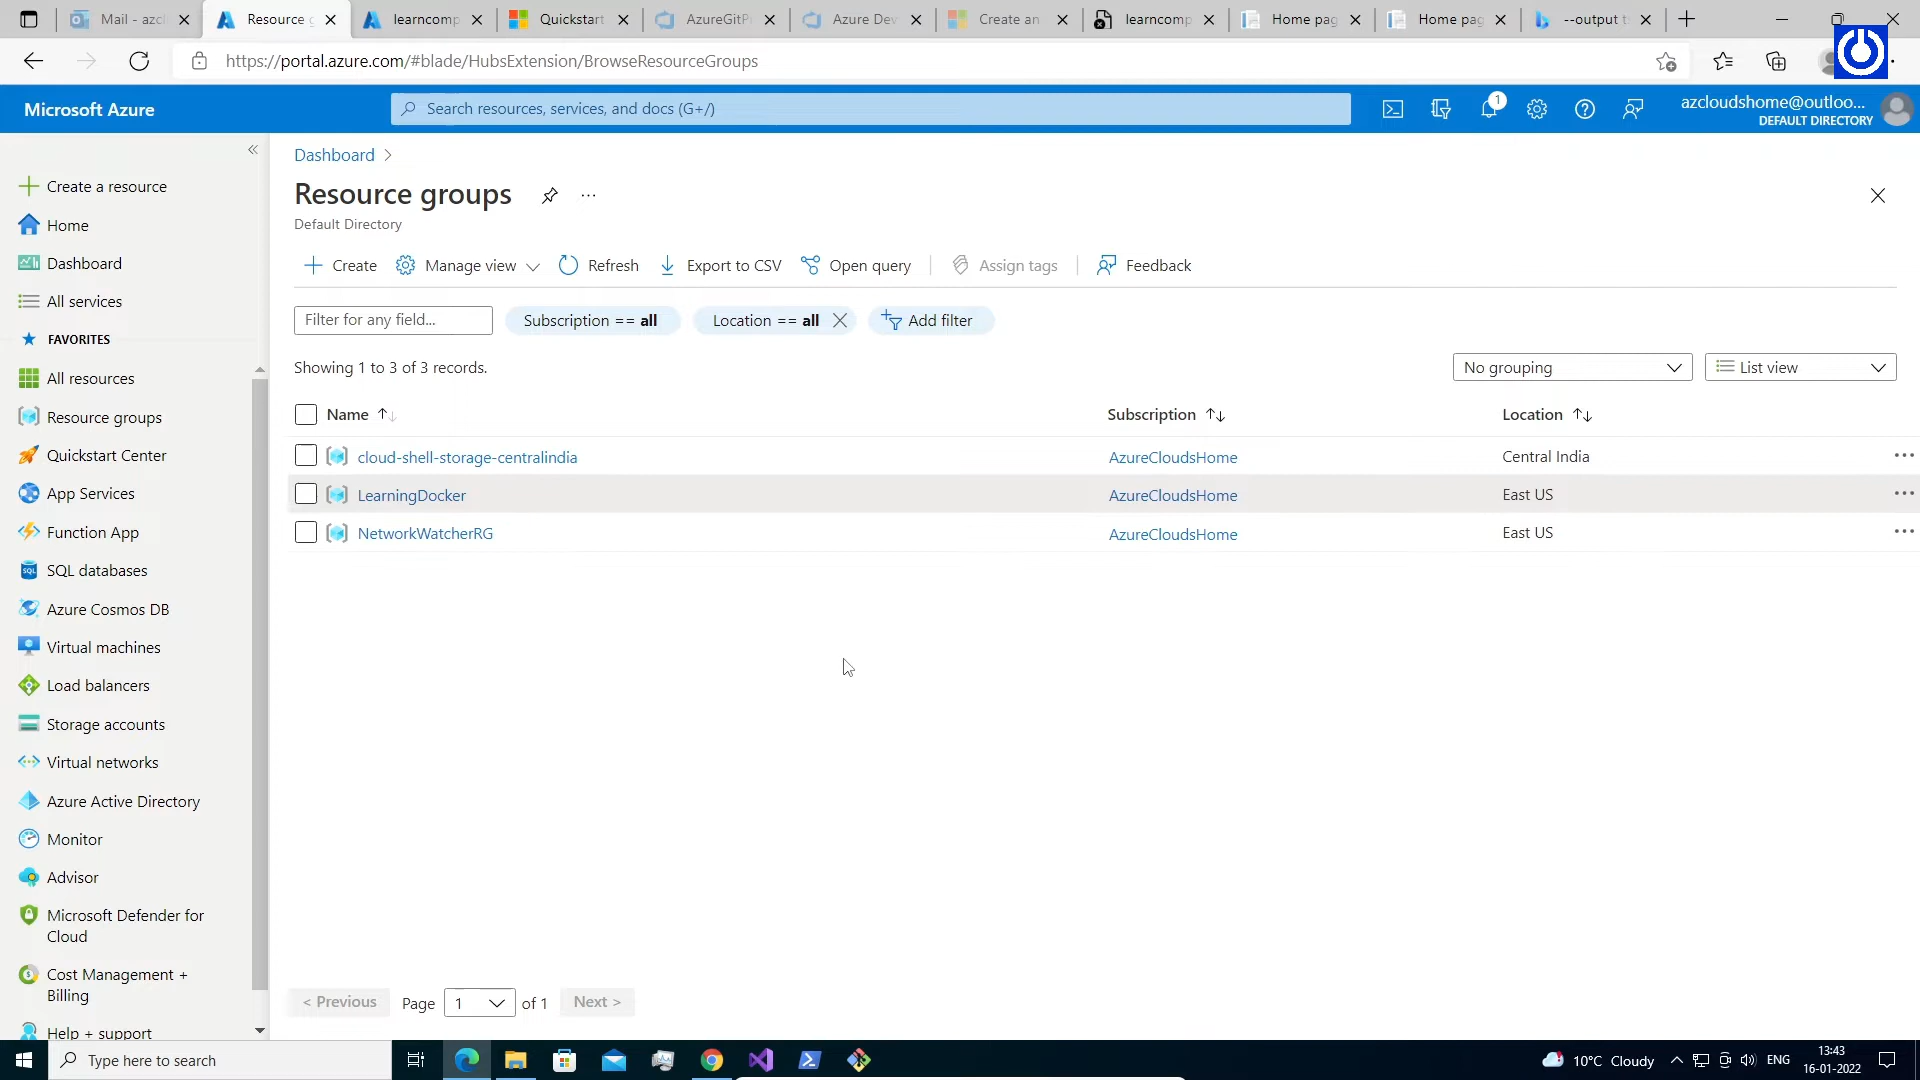 Mail - azcl
Resource g
learncomp
Quickstart
AzureGitP
Azure Dev
Create an
learncomp
Home pag
Home pag
--output t
https://portal.azure.com/#blade/HubsExtension/BrowseResourceGroups
Microsoft Azure
Search resources, services, and docs (G+/)
1
azcloudshome@outloo...
DEFAULT DIRECTORY
Create a resource
Home
Dashboard
All services
FAVORITES
All resources
Resource groups
Quickstart Center
App Services
Function App
SQL databases
Azure Cosmos DB
Virtual machines
Load balancers
Storage accounts
Virtual networks
Azure Active Directory
Monitor
Advisor
Microsoft Defender for
Cloud
Cost Management +
Billing
Help + support
Dashboard
Resource groups
Default Directory
Create
Manage view
Refresh
Export to CSV
Open query
Assign tags
Feedback
Filter for any field...
Subscription == all
Location == all
Add filter
Showing 1 to 3 of 3 records.
No grouping
List view
Name
Subscription
Location
cloud-shell-storage-centralindia
AzureCloudsHome
Central India
LearningDocker
AzureCloudsHome
East US
NetworkWatcherRG
AzureCloudsHome
East US
< Previous
Page
1
of 1
Next >
Type here to search
10°C Cloudy
ENG
13:43
16-01-2022